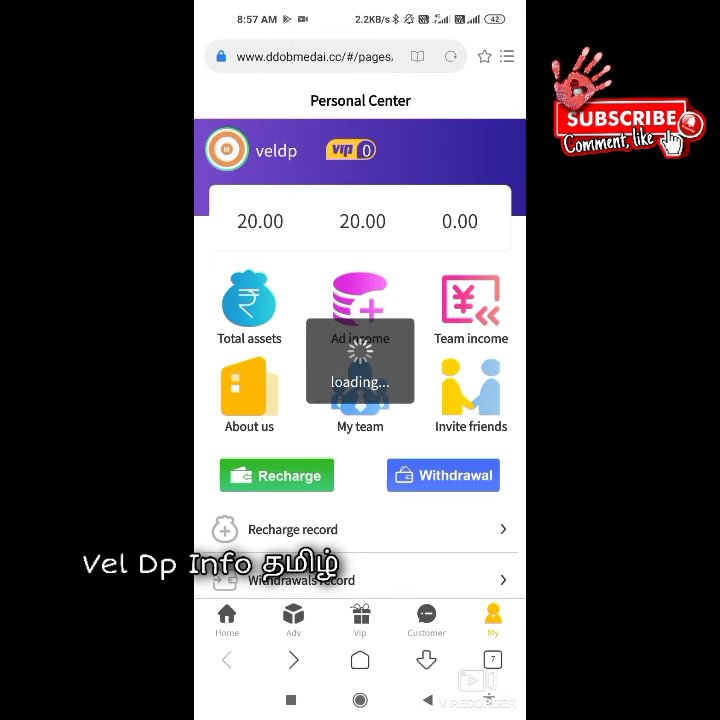 8:57 AM 2.2KB/s 42
www.ddobmedai.cc/#/pages,
Personal Center
SUBSCRIBE
Comment, like
veldp vip 0
20.00 20.00 0.00
Total assets Ad income Team income
loading...
About us My team Invite friends
Recharge Withdrawal
Recharge record
Vel Dp Info தமிழ்
Withdrawals record
Home Adv Vip Customer My
7
V RECORDER